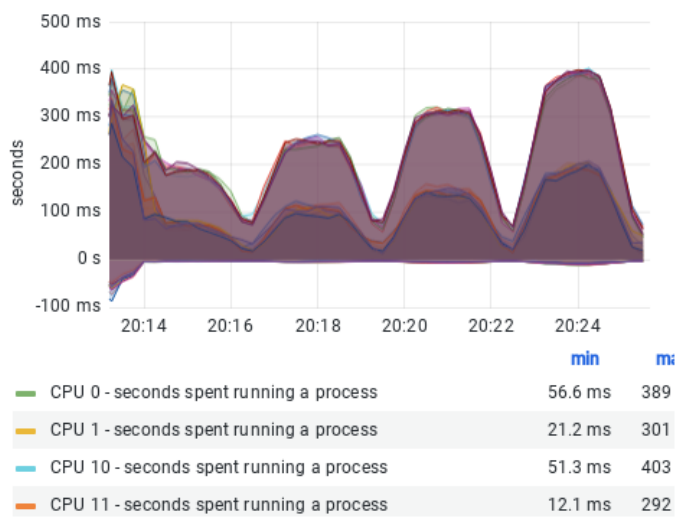 500 ms
400 ms
300 ms
200 ms
100 ms
0 s
-100 ms
seconds
20:14 20:16 20:18 20:20 20:22 20:24
min ma
CPU 0 - seconds spent running a process 56.6 ms 389
CPU 1 - seconds spent running a process 21.2 ms 301
CPU 10 - seconds spent running a process 51.3 ms 403
CPU 11 - seconds spent running a process 12.1 ms 292